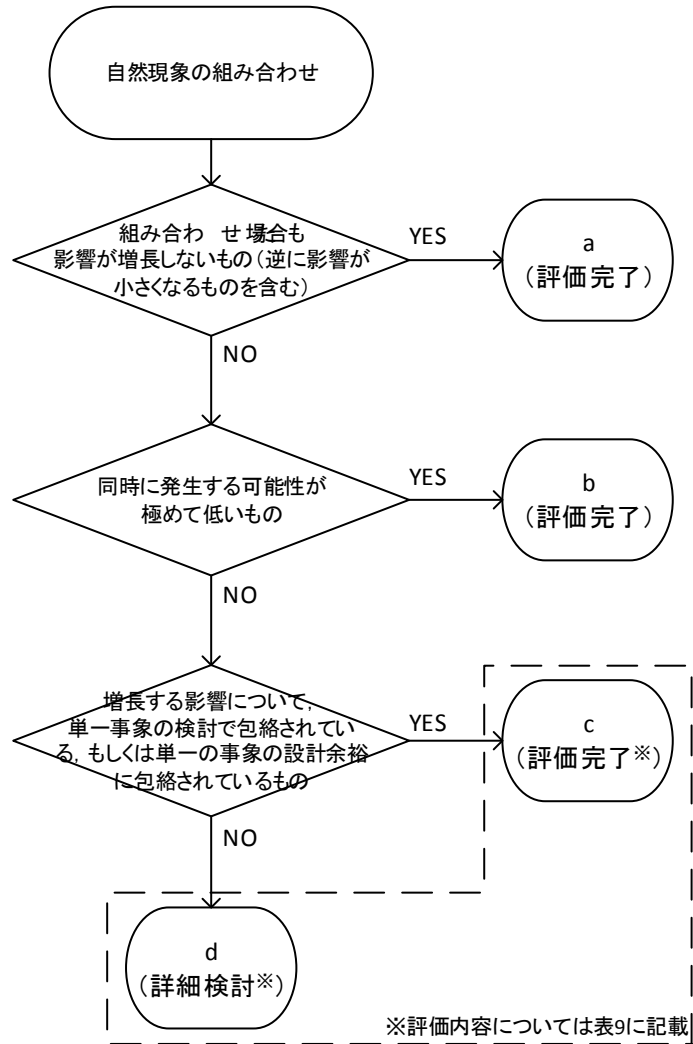 自然現象の組み合わせ
組み合わせ場合も
影響が増長しないもの（逆に影響が
小さくなるものを含む）
YES
a
（評価完了）
NO
同時に発生する可能性が
極めて低いもの
YES
b
（評価完了）
NO
増長する影響について，
単一事象の検討で包絡されてい
る，もしくは単一の事象の設計余裕
に包絡されているもの
YES
c
（評価完了※）
NO
d
（詳細検討※）
※評価内容については表9に記載